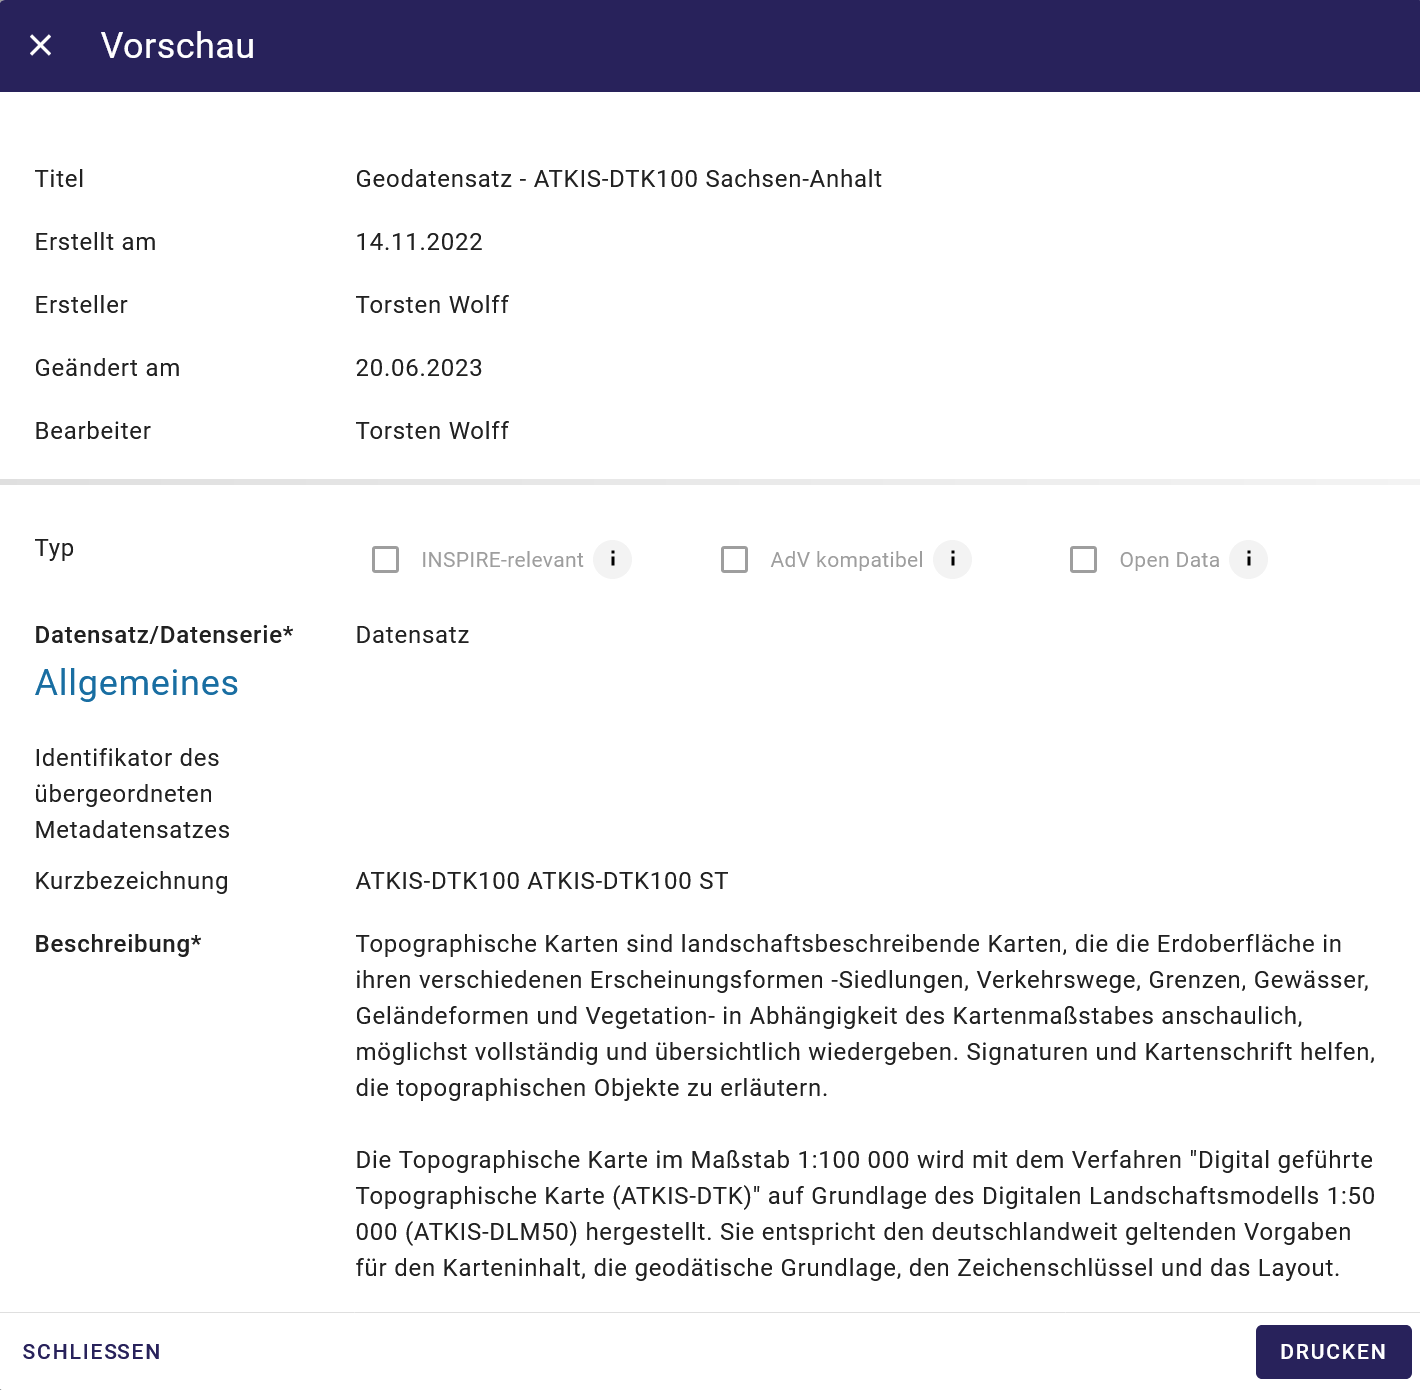 Vorschau
Titel Geodatensatz - ATKIS-DTK100 Sachsen-Anhalt
Erstellt am 14.11.2022
Ersteller Torsten Wolff
Geändert am 20.06.2023
Bearbeiter Torsten Wolff
Typ INSPIRE-relevant i AdV kompatibel i Open Data i
Datensatz/Datenserie* Datensatz
Allgemeines
Identifikator des
übergeordneten
Metadatensatzes
Kurzbezeichnung ATKIS-DTK100 ATKIS-DTK100 ST
Beschreibung* Topographische Karten sind landschaftsbeschreibende Karten, die die Erdoberfläche in
ihren verschiedenen Erscheinungsformen -Siedlungen, Verkehrswege, Grenzen, Gewässer,
Geländeformen und Vegetation- in Abhängigkeit des Kartenmaßstabes anschaulich,
möglichst vollständig und übersichtlich wiedergeben. Signaturen und Kartenschrift helfen,
die topographischen Objekte zu erläutern.
Die Topographische Karte im Maßstab 1:100 000 wird mit dem Verfahren "Digital geführte
Topographische Karte (ATKIS-DTK)" auf Grundlage des Digitalen Landschaftsmodells 1:50
000 (ATKIS-DLM50) hergestellt. Sie entspricht den deutschlandweit geltenden Vorgaben
für den Karteninhalt, die geodätische Grundlage, den Zeichenschlüssel und das Layout.
SCHLIESSEN DRUCKEN